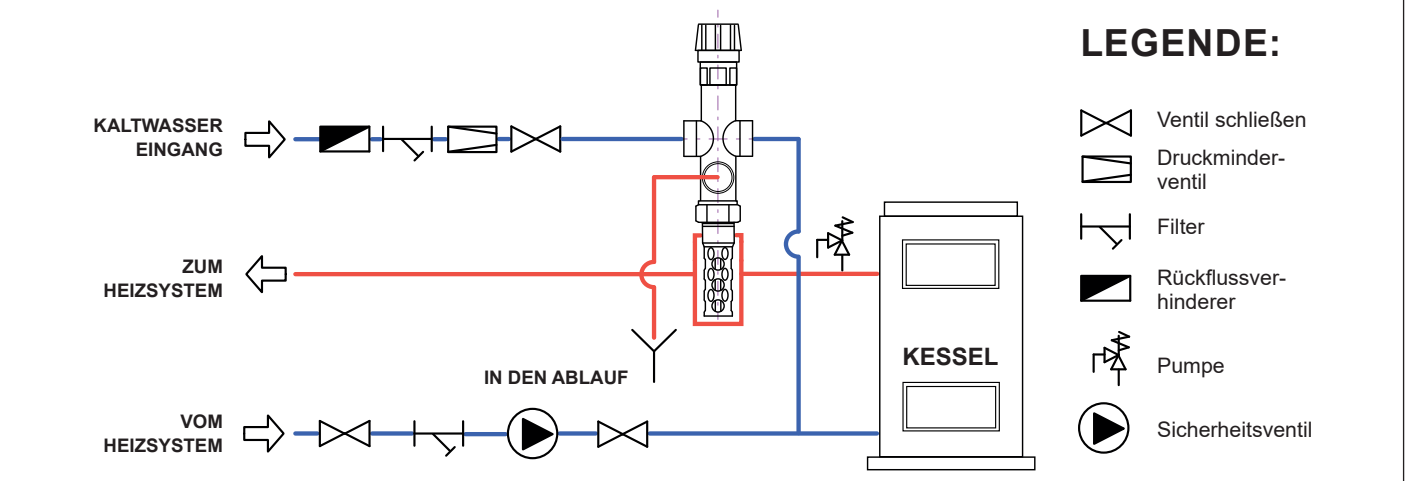 KALTWASSER
EINGANG
ZUM
HEIZSYSTEM
IN DEN ABLAUF
VOM
HEIZSYSTEM
KESSEL
LEGENDE:
Ventil schließen
Druckminder-
ventil
Filter
Rückflussver-
hinderer
Pumpe
Sicherheitsventil